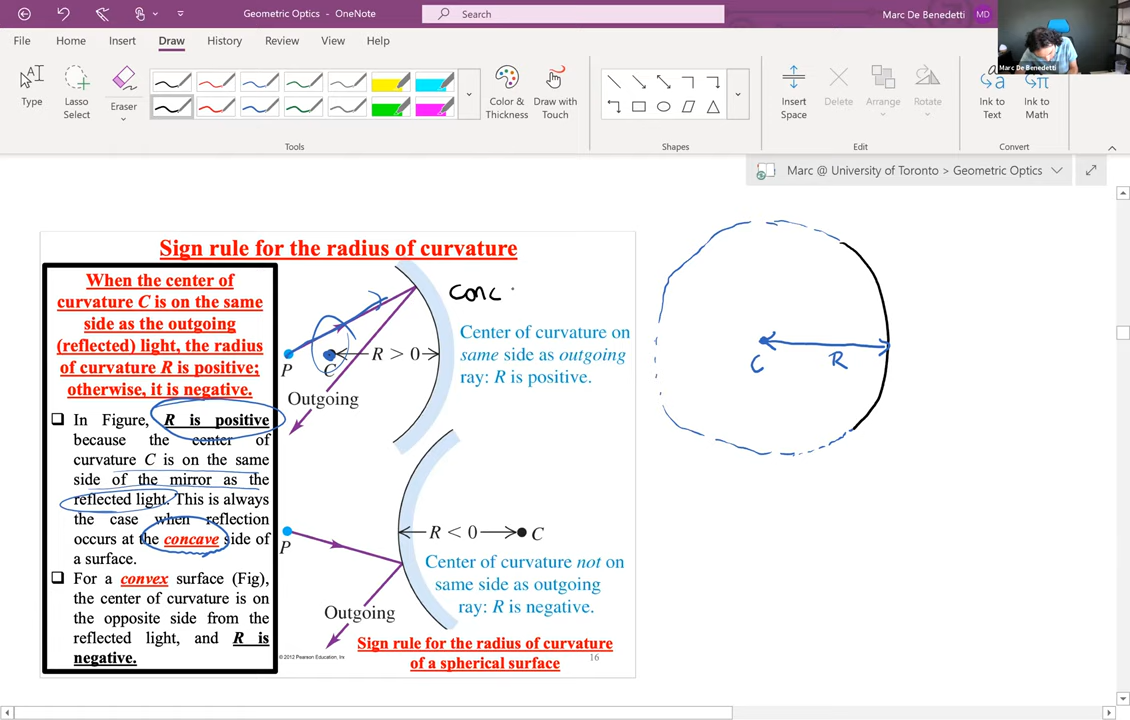 Geometric Optics - OneNote
Search
Marc De Benedetti
MD
File
Home
Insert
Draw
History
Review
View
Help
Type
Lasso
Select
Eraser
Color &
Thickness
Draw with
Touch
Insert
Space
Delete
Arrange
Rotate
Ink to
Text
Ink to
Math
Tools
Shapes
Edit
Convert
Marc De Benedetti
Marc @ University of Toronto > Geometric Optics
Sign rule for the radius of curvature
When the center of
curvature C is on the same
side as the outgoing
(reflected) light, the radius
of curvature R is positive;
otherwise, it is negative.
In Figure, R is positive
because the center of
curvature C is on the same
side of the mirror as the
reflected light. This is always
the case when reflection
occurs at the concave side of
a surface.
For a convex surface (Fig),
the center of curvature is on
the opposite side from the
reflected light, and R is
negative.
conc
P
C
R > 0
Outgoing
Center of curvature on
same side as outgoing
ray: R is positive.
P
R < 0
C
Outgoing
Center of curvature not on
same side as outgoing
ray: R is negative.
© 2012 Pearson Education, Inc
Sign rule for the radius of curvature
of a spherical surface
16
C
R